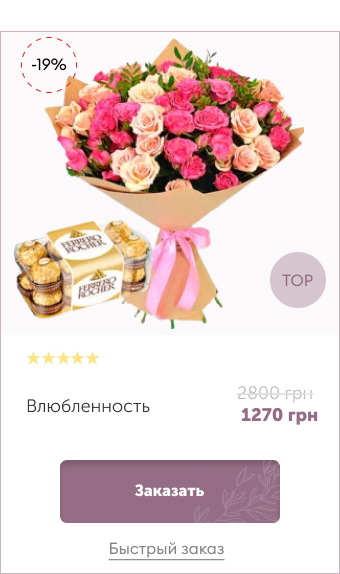 -19%
FERRERO
ROCHER
FERRERO
ROCHER
TOP
Влюбленность
2800 грн
1270 грн
Заказать
Быстрый заказ